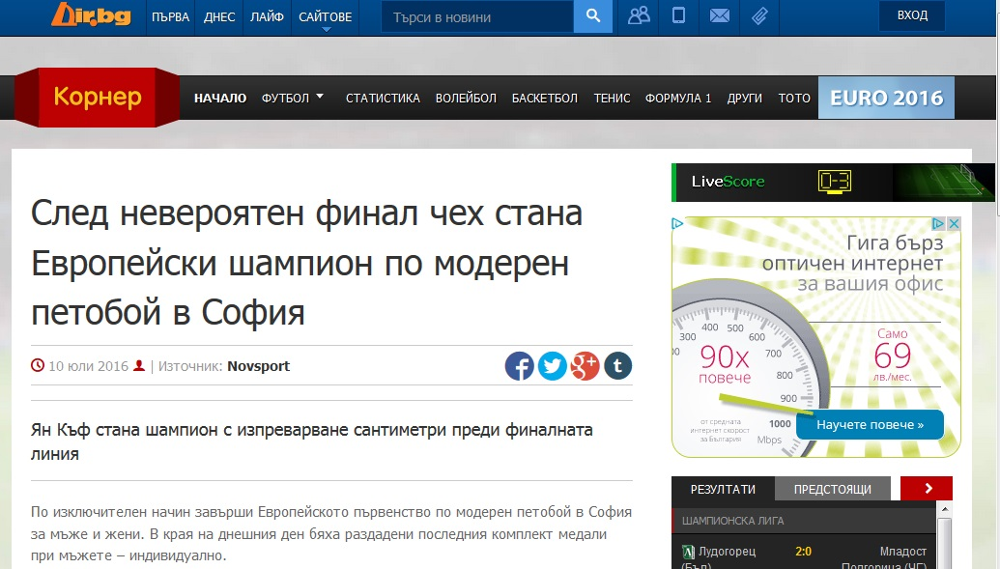 Dir.bg
ПЪРВА ДНЕС ЛАЙФ САЙТОВЕ
Търси в новини
ВХОД
Корнер
НАЧАЛО ФУТБОЛ СТАТИСТИКА ВОЛЕЙБОЛ БАСКЕТБОЛ ТЕНИС ФОРМУЛА 1 ДРУГИ ТОТО EURO 2016
След невероятен финал чех стана
Европейски шампион по модерен
петобой в София
10 юли 2016 | Източник: Novsport
Ян Къф стана шампион с изпреварване сантиметри преди финалната
линия
По изключителен начин завърши Европейското първенство по модерен петобой в София
за мъже и жени. В края на днешния ден бяха раздадени последния комплект медали
при мъжете – индивидуално.
LiveScore
0-3
Гига бърз
оптичен интернет
за вашия офис
300 400 500 600 700 800 900 1000
Mbps
90x
повече
от средната
интернет скорост
за България
Само
69
лв./мес.
Научете повече »
РЕЗУЛТАТИ ПРЕДСТОЯЩИ
ШАМПИОНСКА ЛИГА
Лудогорец 2:0 Младост
(Бъл) Подгорица (ЧГ)